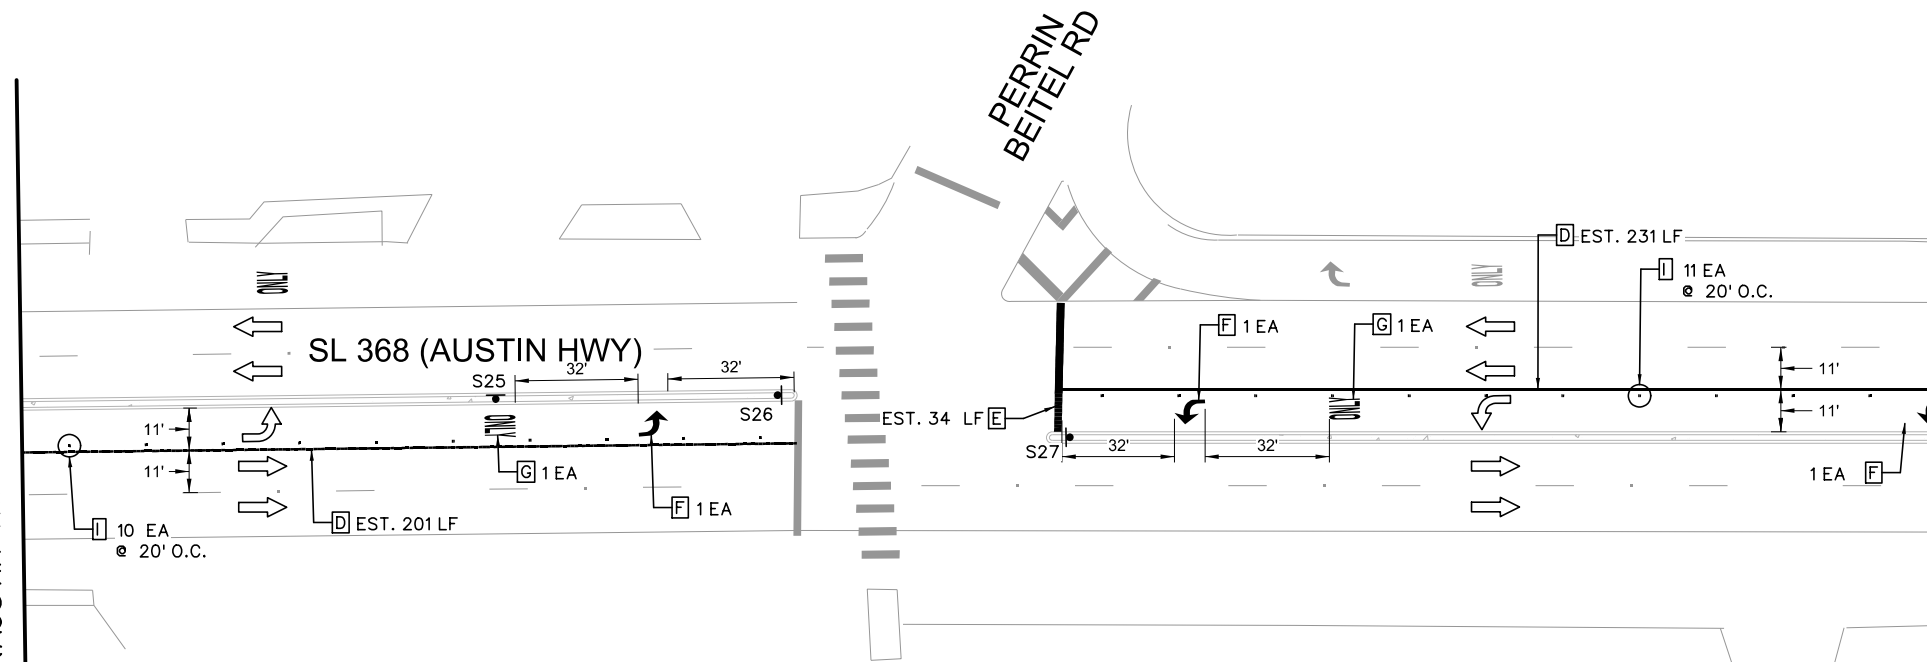 PERRIN
BEITEL RD
D EST. 231 LF
I 11 EA
@ 20' O.C.
ONLY
ONLY
F 1 EA
G 1 EA
SL 368 (AUSTIN HWY)
32'
32'
S25
S26
11'
11'
11'
11'
ONLY
ONLY
EST. 34 LF E
S27
32'
32'
G 1 EA
1 EA F
F 1 EA
I 10 EA
@ 20' O.C.
D EST. 201 LF